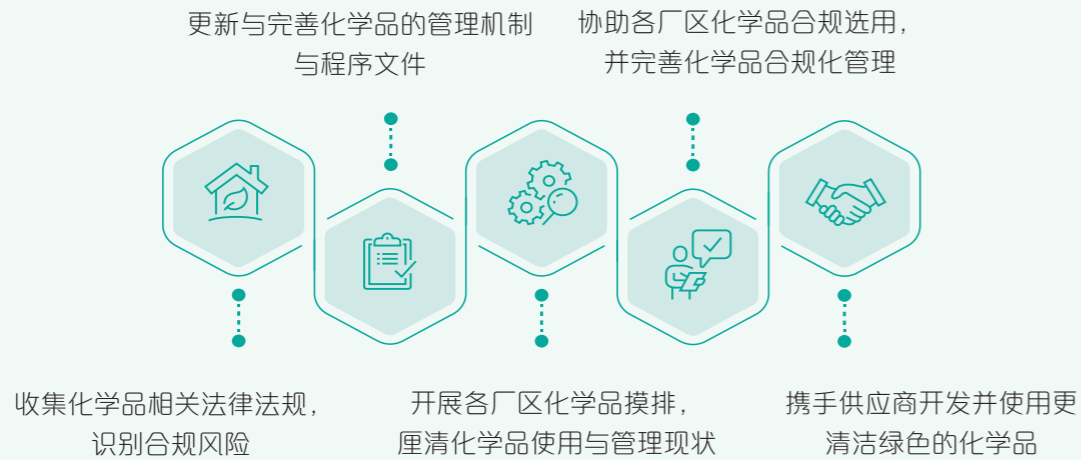 更新与完善化学品的管理机制
与程序文件
协助各厂区化学品合规选用，
并完善化学品合规化管理
收集化学品相关法律法规，
识别合规风险
开展各厂区化学品摸排，
厘清化学品使用与管理现状
携手供应商开发并使用更
清洁绿色的化学品